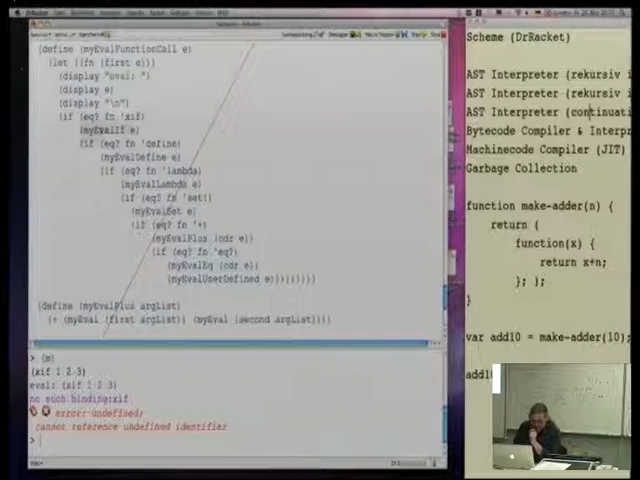 (define (myEvalFunctionCall e)
(let ((fn (first e)))
(display "eval: ")
(display e)
(display "\n")
(if (eq? fn 'xif)
(myEvalIf e)
(if (eq? fn 'define)
(myEvalDefine e)
(if (eq? fn 'lambda)
(myEvalLambda e)
(if (eq? fn 'set!)
(myEvalSet e)
(if (eq? fn '+)
(myEvalPlus (cdr e))
(if (eq? fn 'eq?)
(myEvalEq (cdr e))
(myEvalUserDefined e))))))))))
(define (myEvalPlus argList)
(+ (myEval (first argList)) (myEval (second argList))))
> (m)
(xif 1 2 3)
eval: (xif 1 2 3)
no such binding:xif
error: undefined;
cannot reference undefined identifier
>
Scheme (DrRacket)
AST Interpreter (rekursiv i
AST Interpreter (rekursiv i
AST Interpreter (continuati
Bytecode Compiler & Interpr
Machinecode Compiler (JIT)
Garbage Collection
function make-adder(n) {
return (
function(x) {
return x+n;
}; );
}
var add10 = make-adder(10);
add10